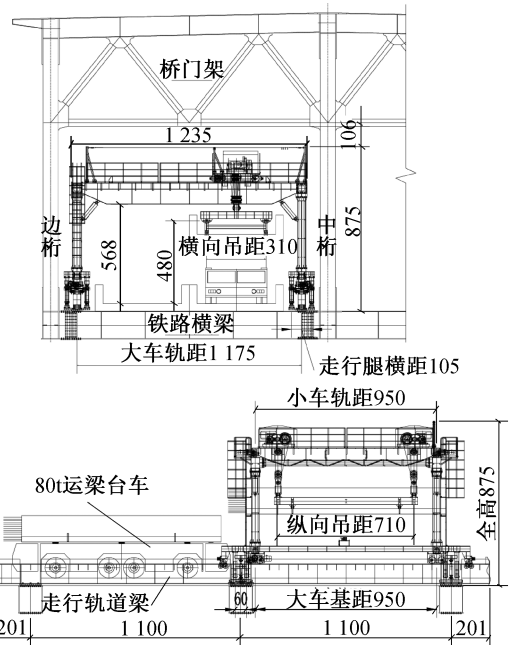 桥门架
1 235
106
边桁
中桁
875
568
480
横向吊距310
铁路横梁
大车轨距1 175
走行腿横距105
小车轨距950
80t运梁台车
纵向吊距710
全高875
走行轨道梁
60
大车基距950
201
1 100
1 100
201